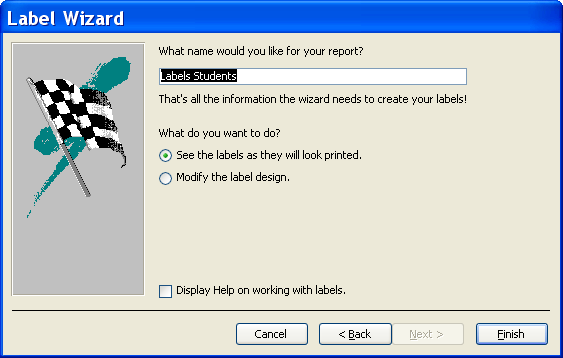 Label Wizard
What name would you like for your report?
Labels Students
That's all the information the wizard needs to create your labels!
What do you want to do?
See the labels as they will look printed.
Modify the label design.
Display Help on working with labels.
Cancel
< Back
Next >
Finish